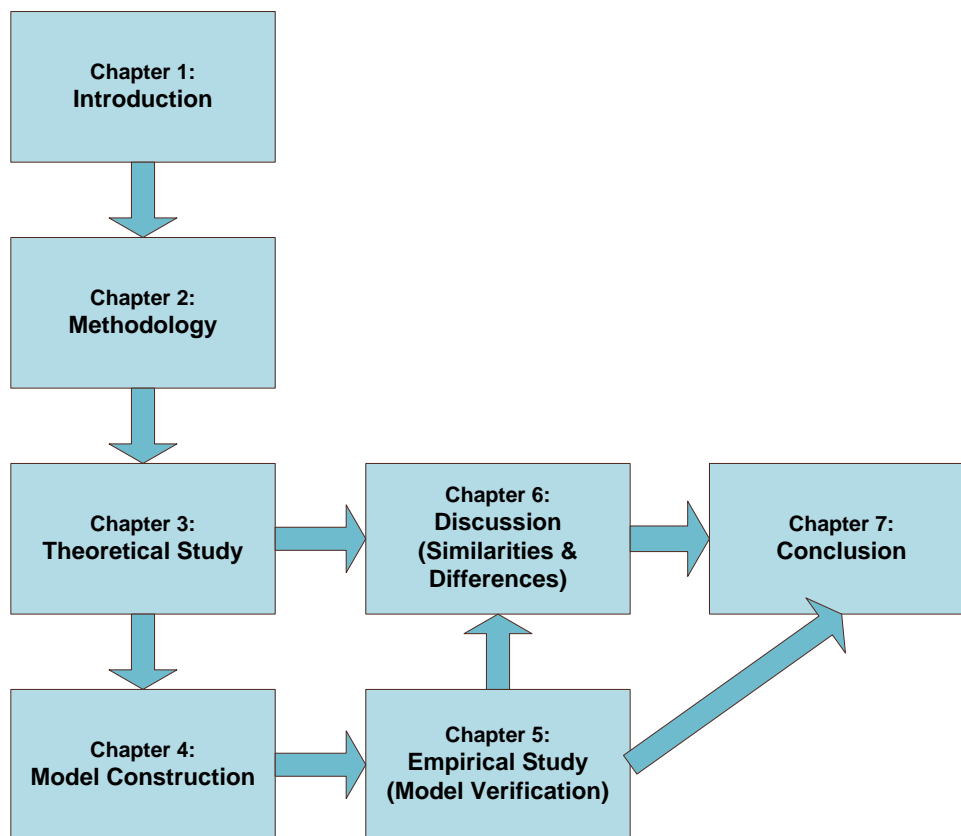 Chapter 1:
Introduction
Chapter 2:
Methodology
Chapter 3:
Theoretical Study
Chapter 6:
Discussion
(Similarities &
Differences)
Chapter 7:
Conclusion
Chapter 4:
Model Construction
Chapter 5:
Empirical Study
(Model Verification)